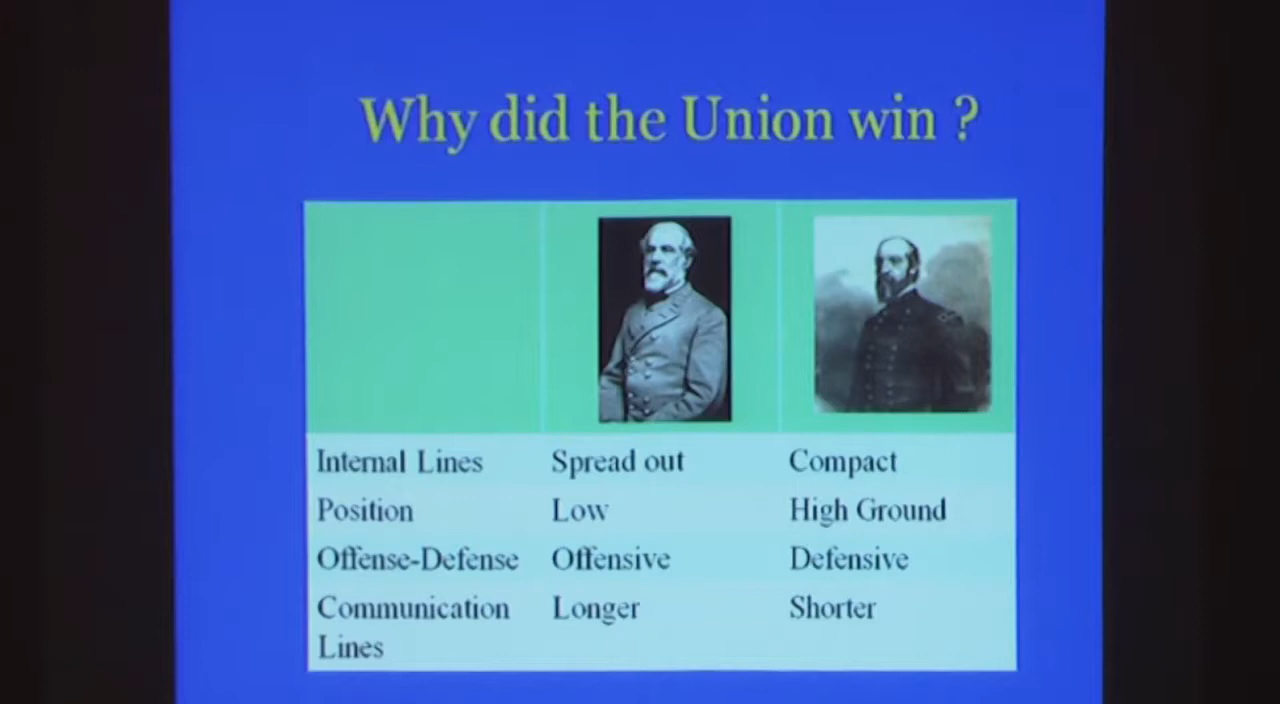 Why did the Union win ?
Internal Lines Spread out Compact
Position Low High Ground
Offense-Defense Offensive Defensive
Communication Longer Shorter
Lines